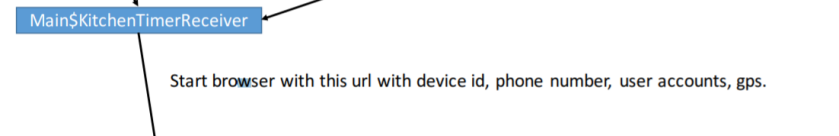 Main$KitchenTimerReceiver
Start browser with this url with device id, phone number, user accounts, gps.